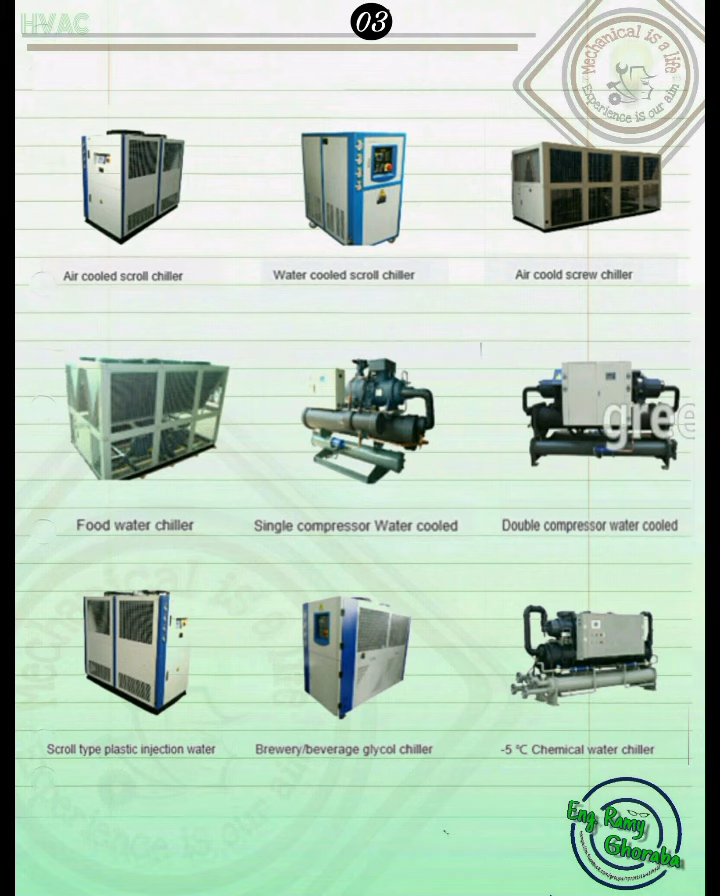 HVAC
03
Mechanical is a life
Experience is our aim
Air cooled scroll chiller
Water cooled scroll chiller
Air coold screw chiller
gree
Food water chiller
Single compressor Water cooled
Double compressor water cooled
Scroll type plastic injection water
Brewery/beverage glycol chiller
-5 ℃ Chemical water chiller
Eng. Ramy
Ghoraba